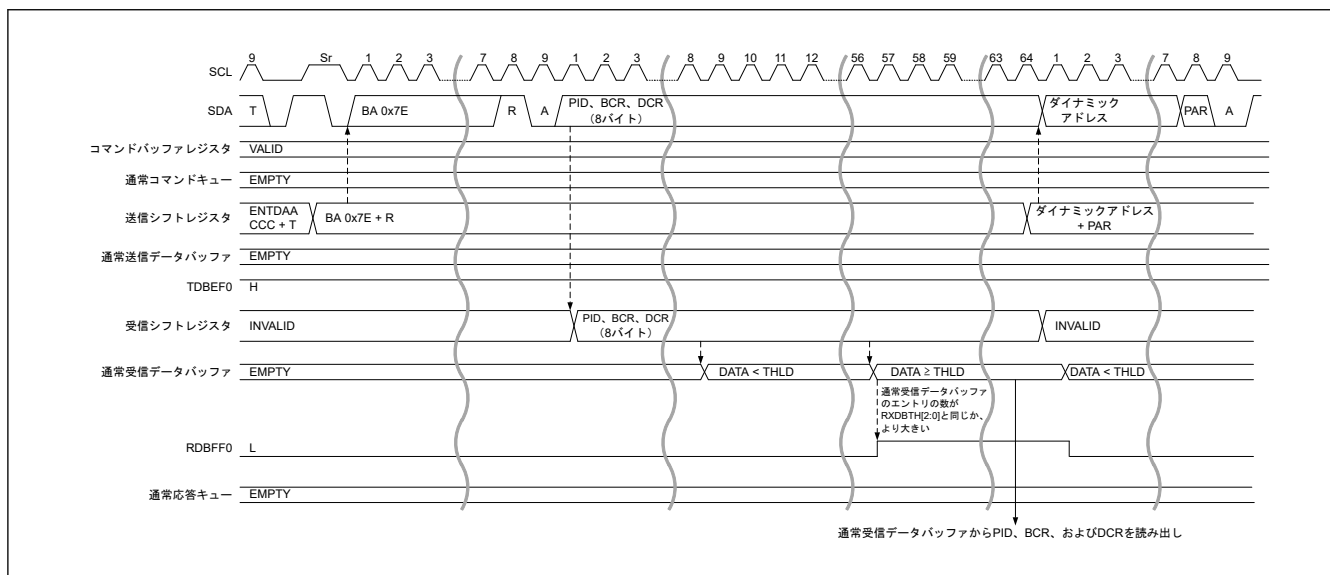 9 Sr 1 2 3 7 8 9 1 2 3 8 9 10 11 12 56 57 58 59 63 64 1 2 3 7 8 9
SCL
SDA T BA 0x7E R A PID、BCR、DCR
(8バイト) ダイナミック
アドレス PAR A
コマンドバッファレジスタ VALID
通常コマンドキュー EMPTY
送信シフトレジスタ ENTDAA
CCC + T BA 0x7E + R ダイナミックアドレス
+ PAR
通常送信データバッファ EMPTY
TDBEF0 H
受信シフトレジスタ INVALID PID、BCR、DCR
(8バイト) INVALID
通常受信データバッファ EMPTY DATA < THLD DATA ≥ THLD DATA < THLD
通常受信データバッファ
のエントリの数が
RXDBTH[2:0]と同じか、
より大きい
RDBFF0 L
通常応答キュー EMPTY
通常受信データバッファからPID、BCR、およびDCRを読み出し